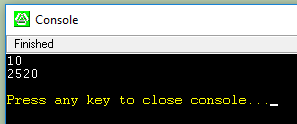 Console
Finished
10
2520
Press any key to close console..._